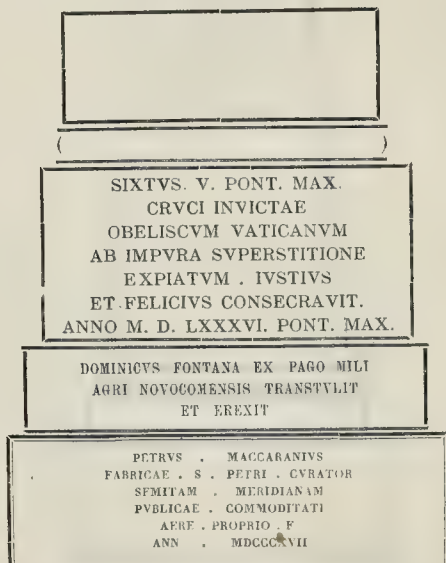 SIXTVS. V. PONT. MAX.
CRVCI INVICTAE
OBELISCVM VATICANVM
AB IMPVRA SVPERSTITIONE
EXPIATVM . IVSTIVS
ET FELICIVS CONSECRAVIT.
ANNO M. D. LXXXVI. PONT. MAX.
DOMINICVS FONTANA EX PAGO MILI
AGRI NOVOCOMENSIS TRANSTVLIT
ET EREXIT
PETRVS . MACCARANIVS
FABRICAE . S . PETRI . CVRATOR
SEMITAM . MERIDIANAM
PVBLICAE . COMMODITATI
AERE . PROPRIO . F
ANN . MDCCCXVII